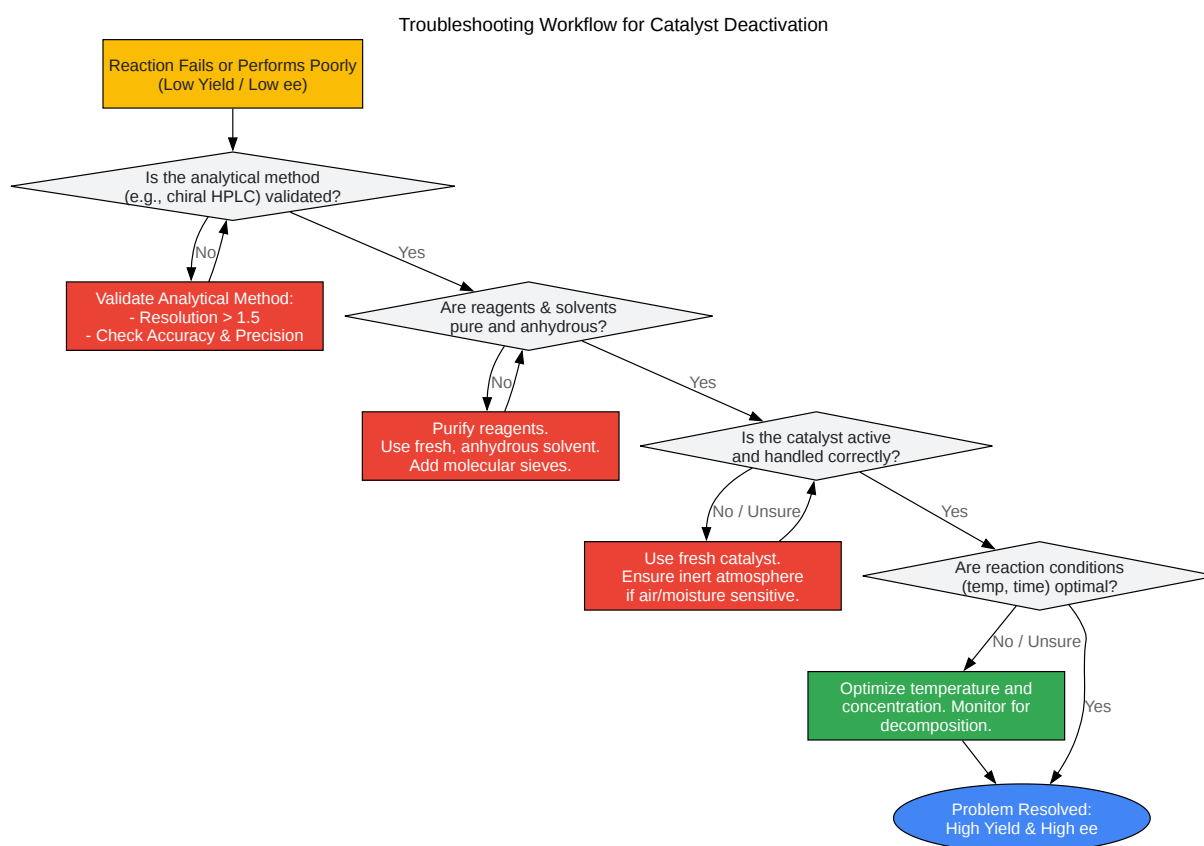 Troubleshooting Workflow for Catalyst Deactivation
Reaction Fails or Performs Poorly
(Low Yield / Low ee)
Is the analytical method
(e.g., chiral HPLC) validated?
No
Yes
Validate Analytical Method:
- Resolution > 1.5
- Check Accuracy & Precision
Are reagents & solvents
pure and anhydrous?
No
Yes
Purify reagents.
Use fresh, anhydrous solvent.
Add molecular sieves.
Is the catalyst active
and handled correctly?
No / Unsure
Yes
Use fresh catalyst.
Ensure inert atmosphere
if air/moisture sensitive.
Are reaction conditions
(temp, time) optimal?
No / Unsure
Yes
Optimize temperature and
concentration. Monitor for
decomposition.
Problem Resolved:
High Yield & High ee